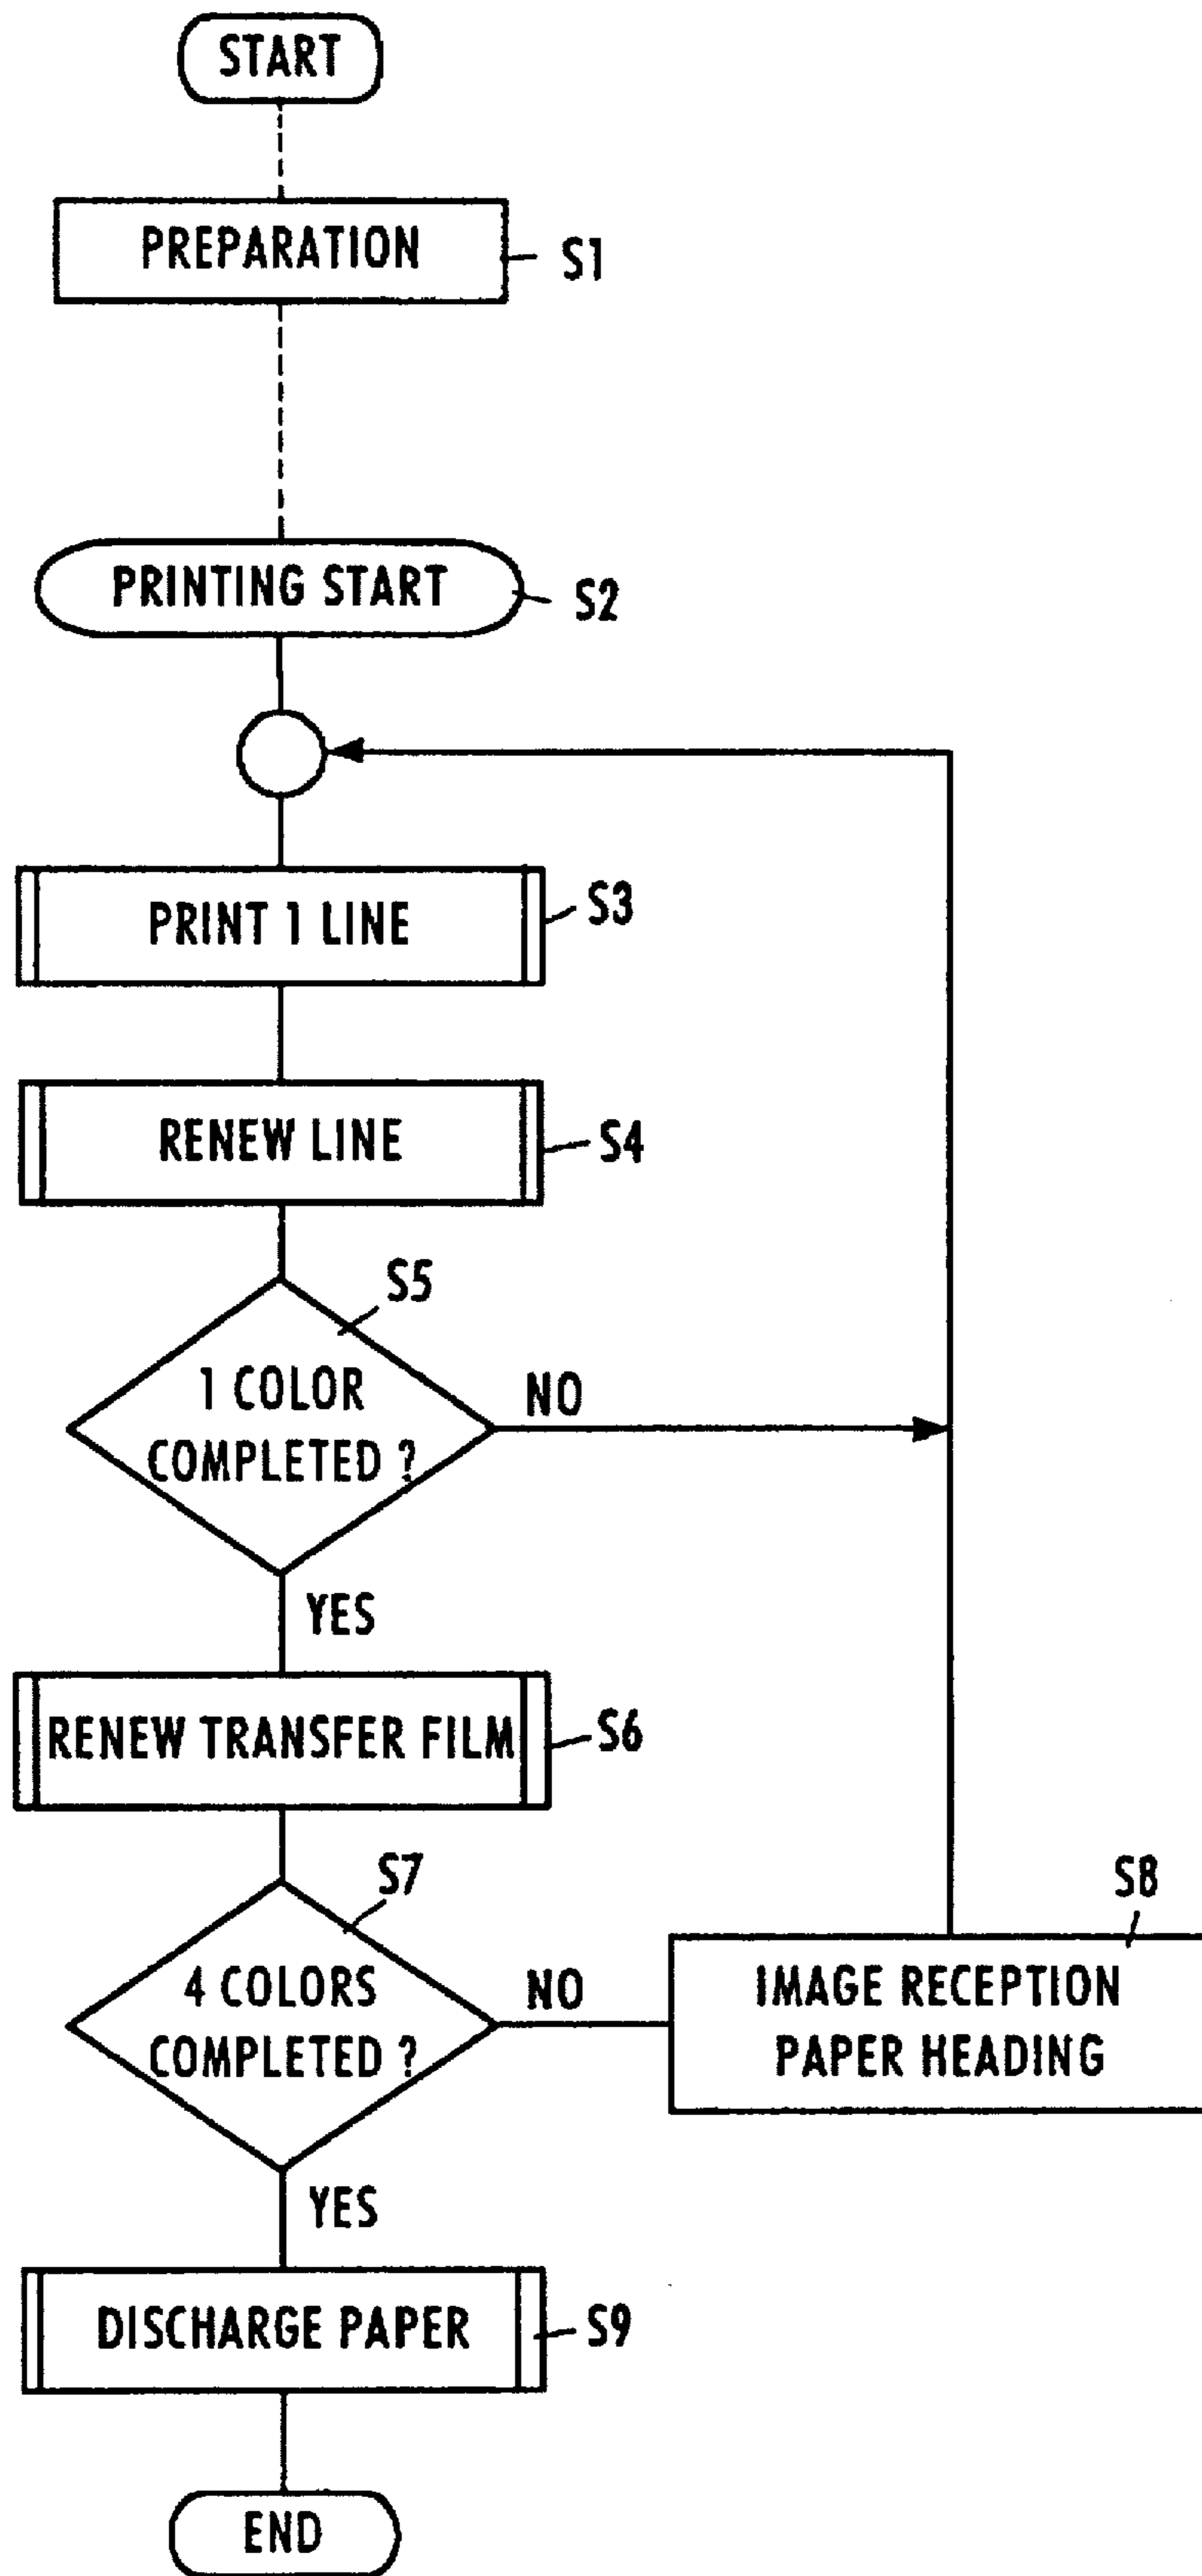 START
PREPARATION
S1
PRINTING START
S2
PRINT 1 LINE
S3
RENEW LINE
S4
S5
1 COLOR
COMPLETED ?
NO
YES
RENEW TRANSFER FILM
S6
S7
4 COLORS
COMPLETED ?
NO
S8
IMAGE RECEPTION
PAPER HEADING
YES
DISCHARGE PAPER
S9
END